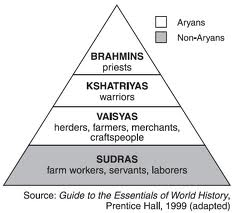 Aryans
Non-Aryans
BRAHMINS
priests
KSHATRIYAS
warriors
VAISYAS
herders, farmers, merchants,
craftspeople
SUDRAS
farm workers, servants, laborers
Source: Guide to the Essentials of World History,
Prentice Hall, 1999 (adapted)